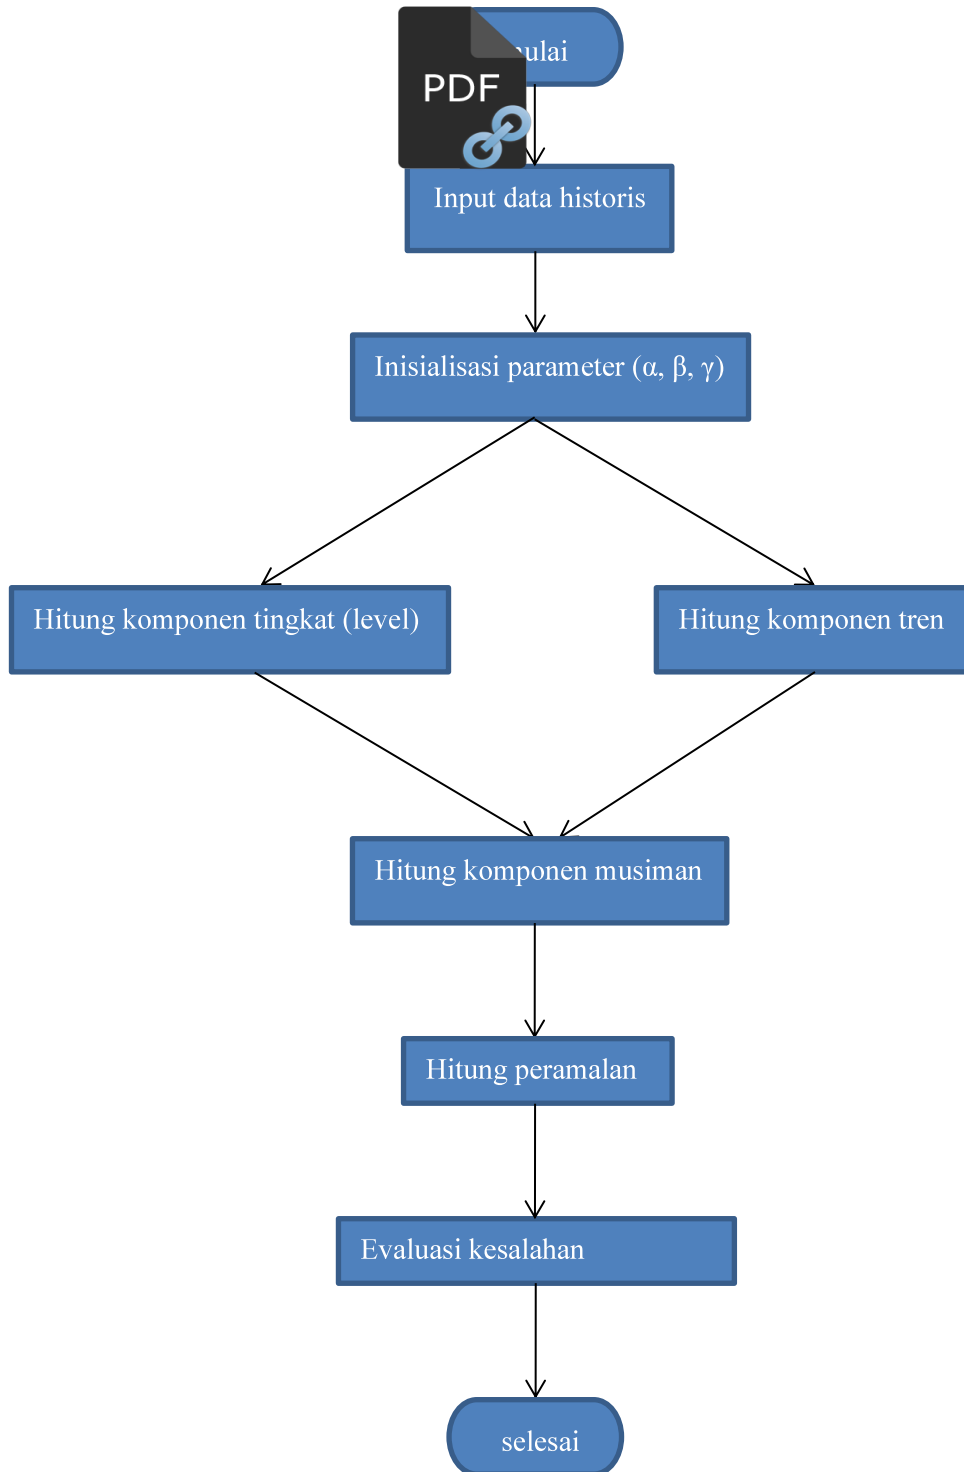 PDF
Input data historis
Inisialisasi parameter (α, β, γ)
Hitung komponen tingkat (level)
Hitung komponen tren
Hitung komponen musiman
Hitung peramalan
Evaluasi kesalahan
selesai